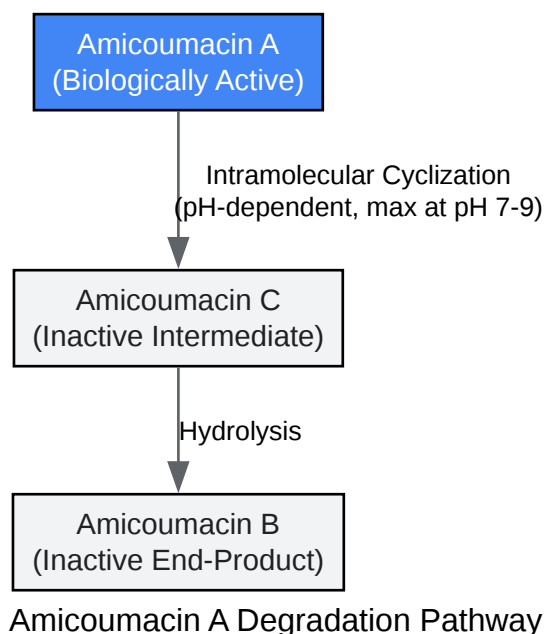 Amicoumacin A
(Biologically Active)
Intramolecular Cyclization
(pH-dependent, max at pH 7-9)
Amicoumacin C
(Inactive Intermediate)
Hydrolysis
Amicoumacin B
(Inactive End-Product)
Amicoumacin A Degradation Pathway